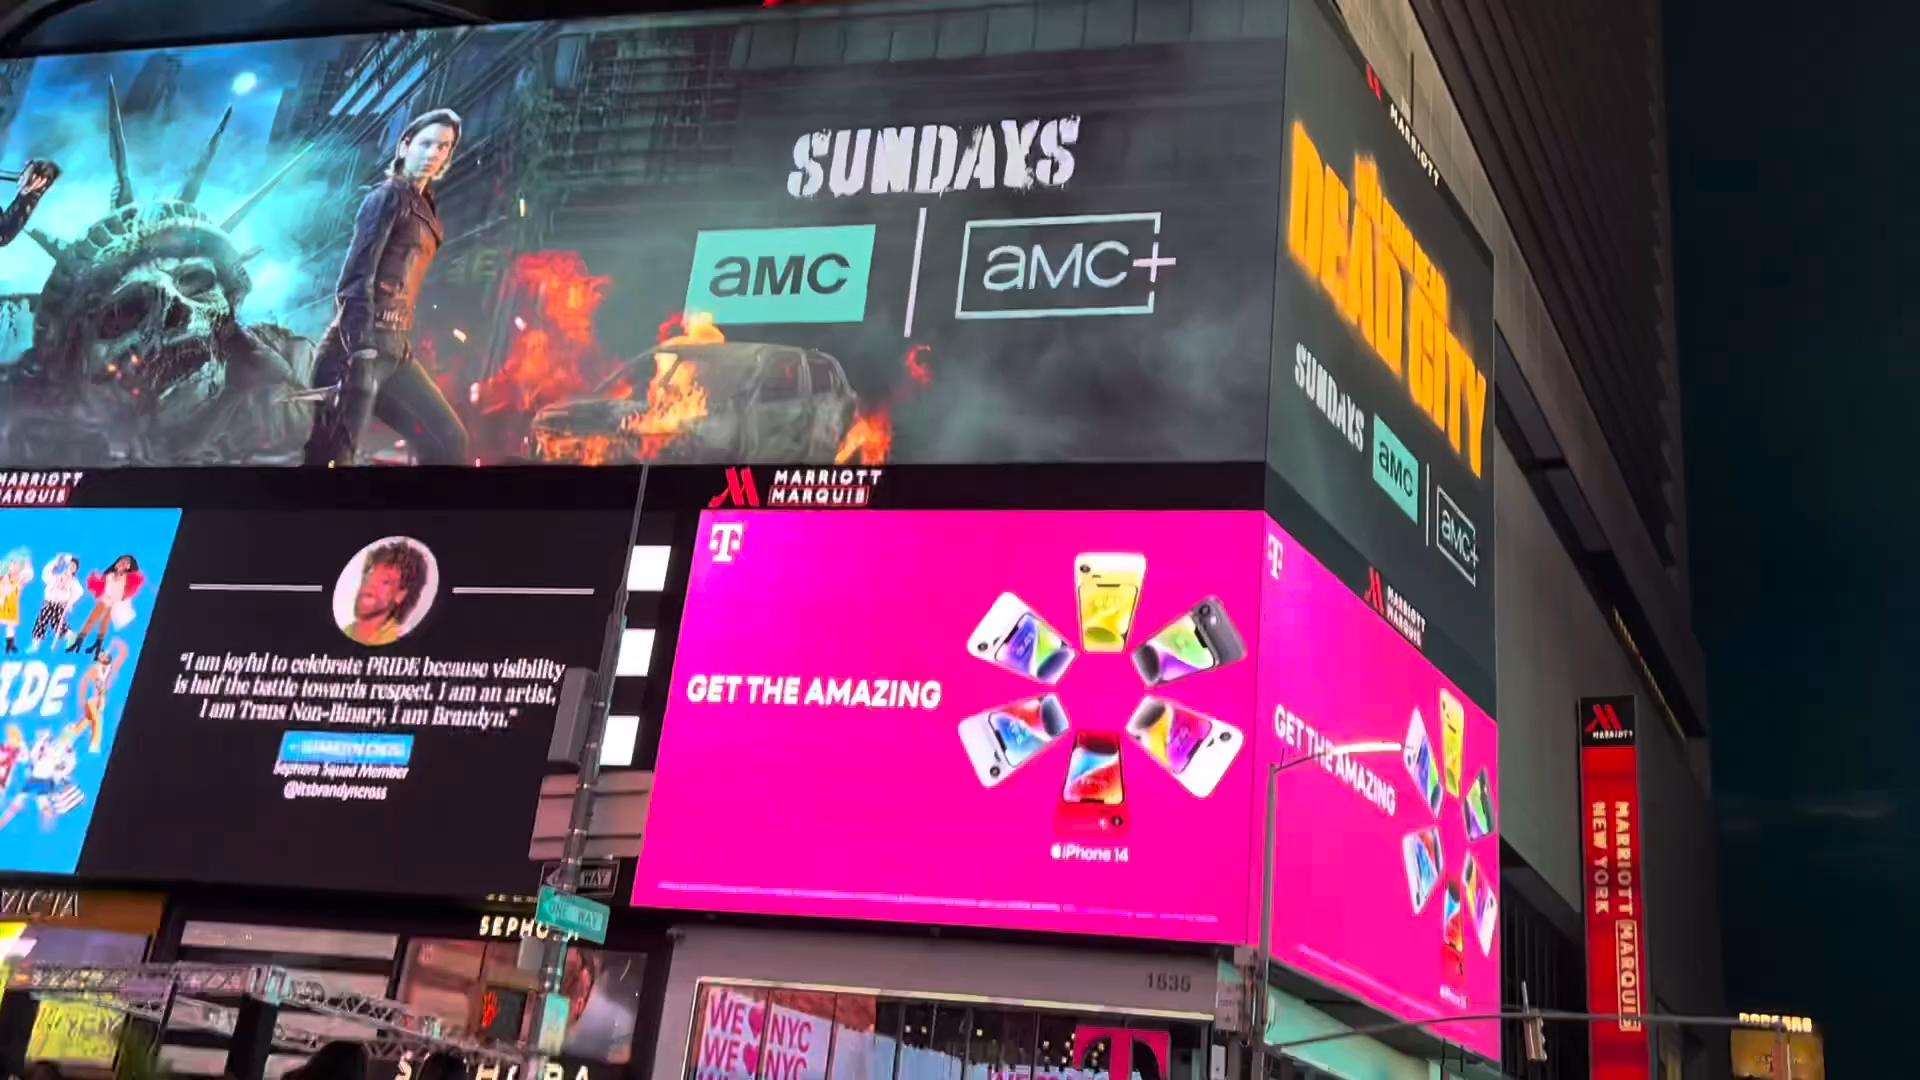 SUNDAYS
aMC
aMC+
MARRIOTT
DEAD CITY
SUNDAYS
aMC
aMC+
MARRIOTT
MARQUIS
MARRIOTT
MARQUIS
MARRIOTT
MARQUIS
IDE
"I am joyful to celebrate PRIDE because visibility
is half the battle towards respect. I am an artist,
I am Trans Non-Binary, I am Brandyn."
Sephora Squad Member
@itsbrandyncross
T
GET THE AMAZING
iPhone 14
T
GET THE AMAZING
MARRIOTT
MARRIOTT MARQUIS
NEW YORK
ONE WAY
SEPHO
1535
WE NYC
WE NYC
T